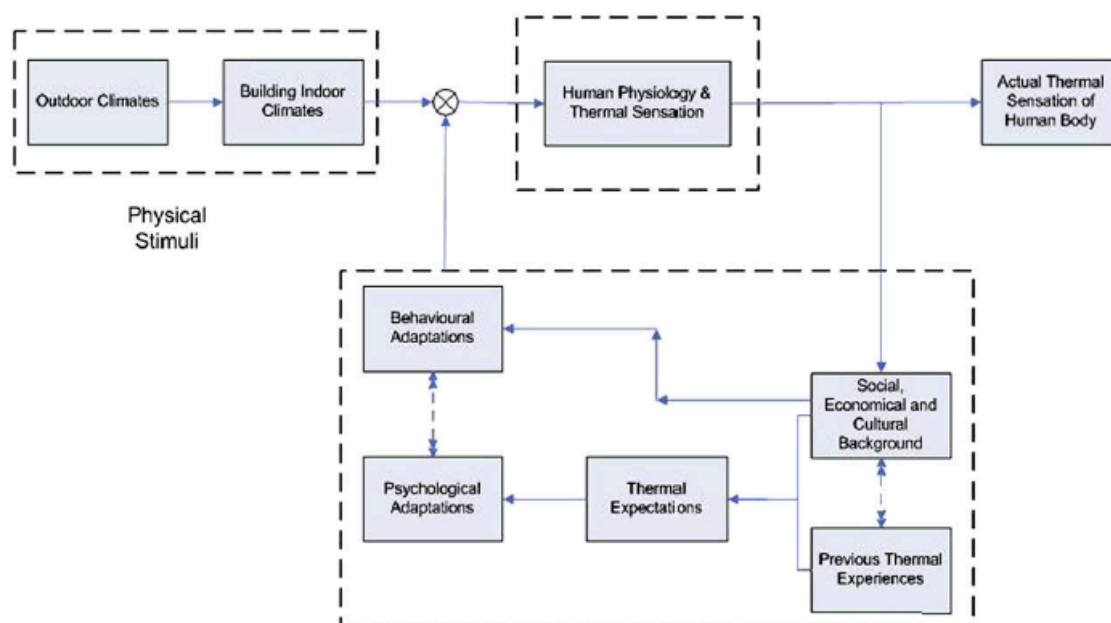 Outdoor Climates
Building Indoor
Climates
Human Physiology &
Thermal Sensation
Actual Thermal
Sensation of
Human Body
Physical
Stimuli
Behavioural
Adaptations
Social,
Economical and
Cultural
Background
Psychological
Adaptations
Thermal
Expectations
Previous Thermal
Experiences